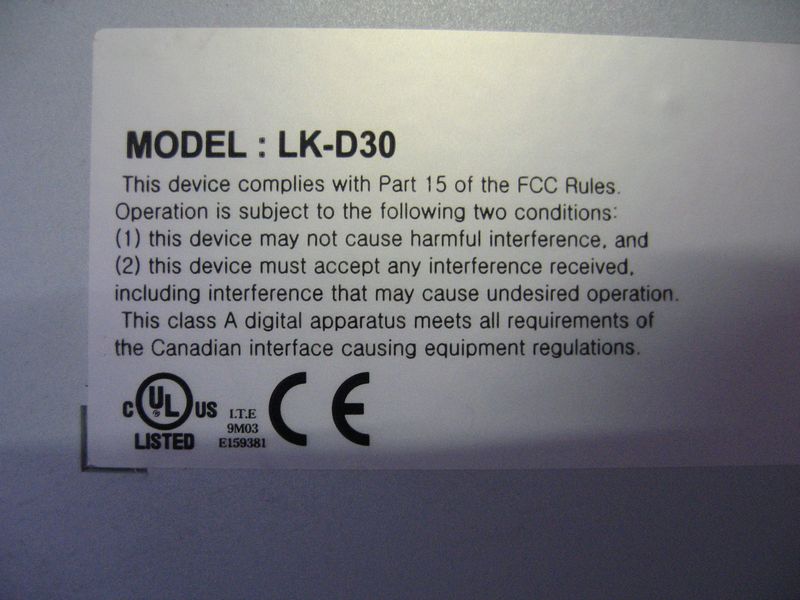 MODEL : LK-D30
This device complies with Part 15 of the FCC Rules.
Operation is subject to the following two conditions:
(1) this device may not cause harmful interference, and
(2) this device must accept any interference received,
including interference that may cause undesired operation.
This class A digital apparatus meets all requirements of
the Canadian interface causing equipment regulations.
C UL US
LISTED
I.T.E
9M03
E159381
CE